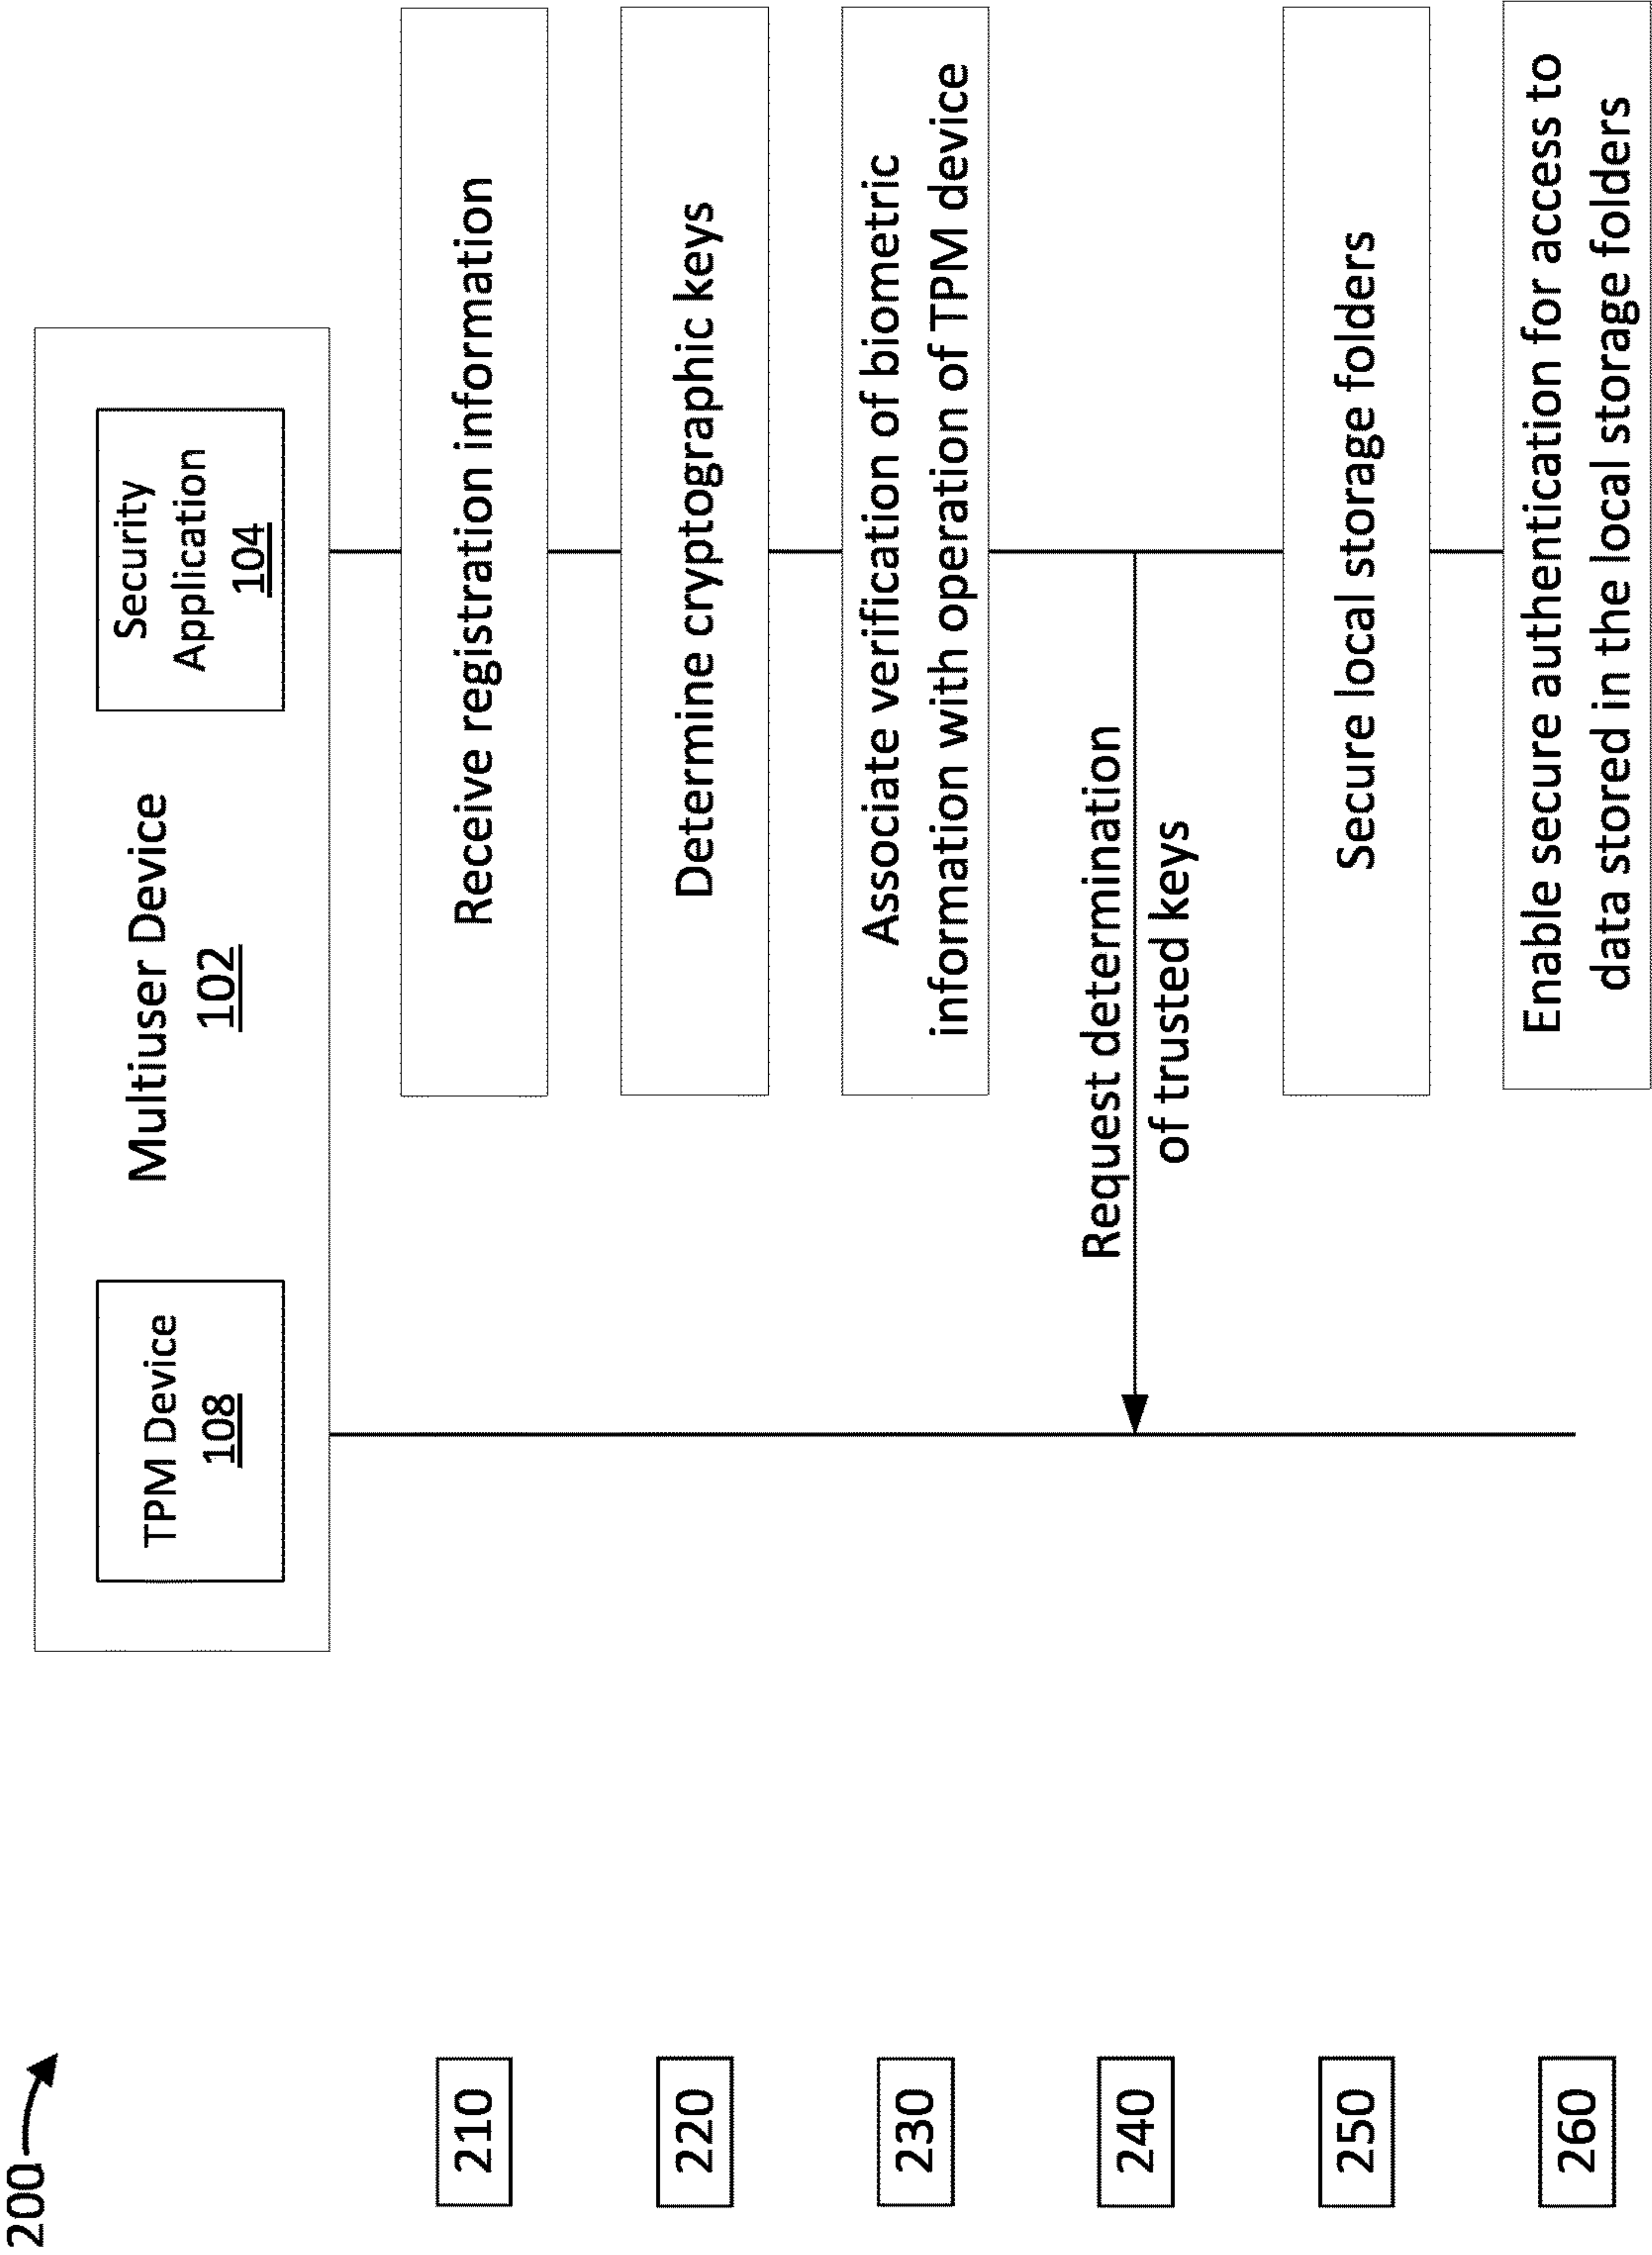 200
TPM Device
108
Multiuser Device
102
Security
Application
104
210
Receive registration information
220
Determine cryptographic keys
230
Associate verification of biometric
information with operation of TPM device
240
Request determination
of trusted keys
250
Secure local storage folders
260
Enable secure authentication for access to
data stored in the local storage folders